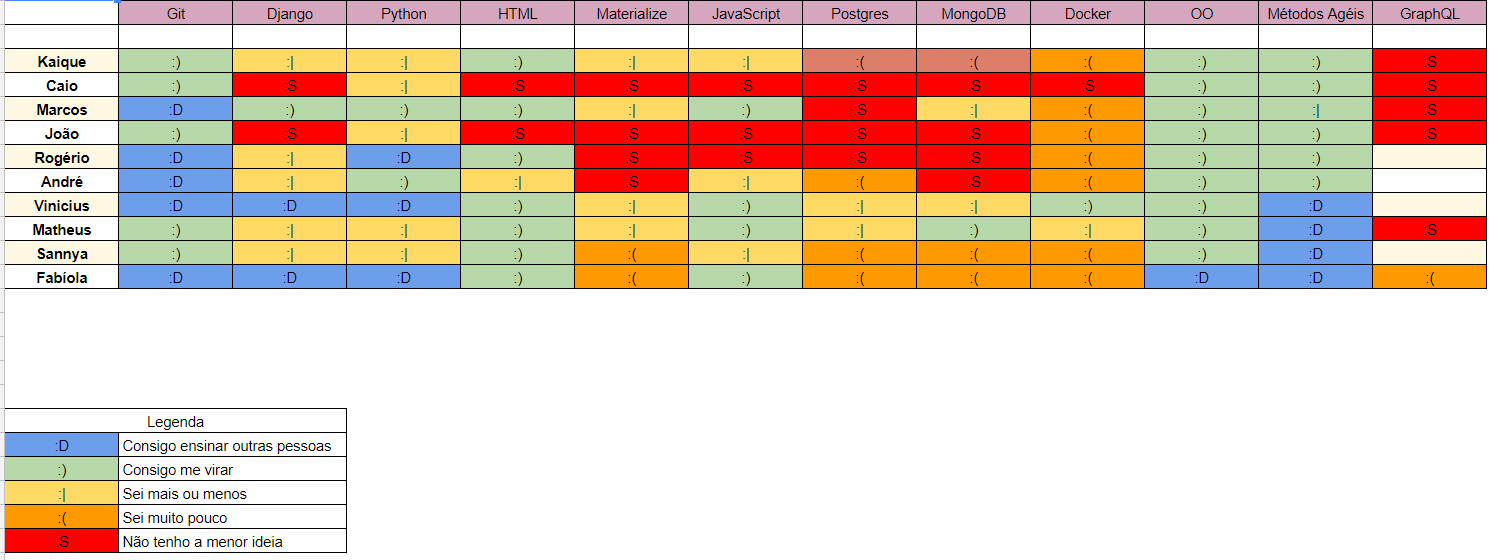 Git Django Python HTML Materialize JavaScript Postgres MongoDB Docker OO Métodos Agéis GraphQL
Kaique :) :| :| :) :| :| :( :( :( :) :) :S
Caio :) :S :| :S :S :S :S :S :S :) :) :S
Marcos :D :) :) :) :| :) :S :| :( :) :| :S
João :) :S :| :S :S :S :S :S :( :) :) :S
Rogério :D :| :D :) :S :S :S :S :( :) :)
André :D :| :) :| :S :| :( :S :( :) :)
Vinicius :D :D :D :) :| :) :| :| :) :) :D
Matheus :) :| :| :) :| :) :| :) :| :) :D :S
Sannya :) :| :| :) :( :| :( :( :( :) :D
Fabíola :D :D :D :) :( :) :( :( :( :D :D :(
Legenda
:D Consigo ensinar outras pessoas
:) Consigo me virar
:| Sei mais ou menos
:( Sei muito pouco
:S Não tenho a menor ideia